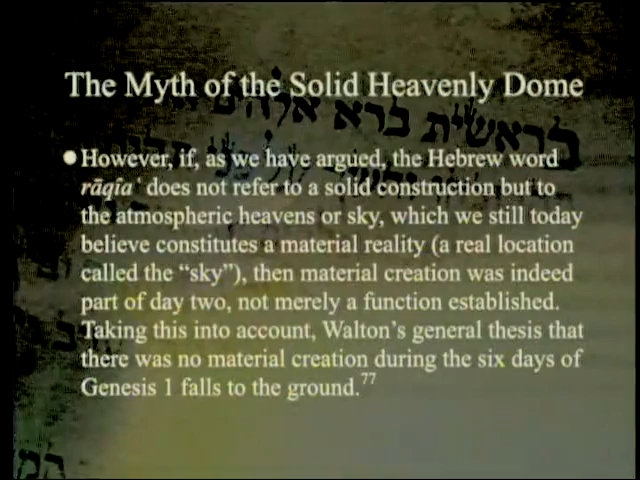 The Myth of the Solid Heavenly Dome
בראשית ברא אלהים
However, if, as we have argued, the Hebrew word
rāqîaʿ does not refer to a solid construction but to
the atmospheric heavens or sky, which we still today
believe constitutes a material reality (a real location
called the “sky”), then material creation was indeed
part of day two, not merely a function established.
Taking this into account, Walton’s general thesis that
there was no material creation during the six days of
Genesis 1 falls to the ground.77